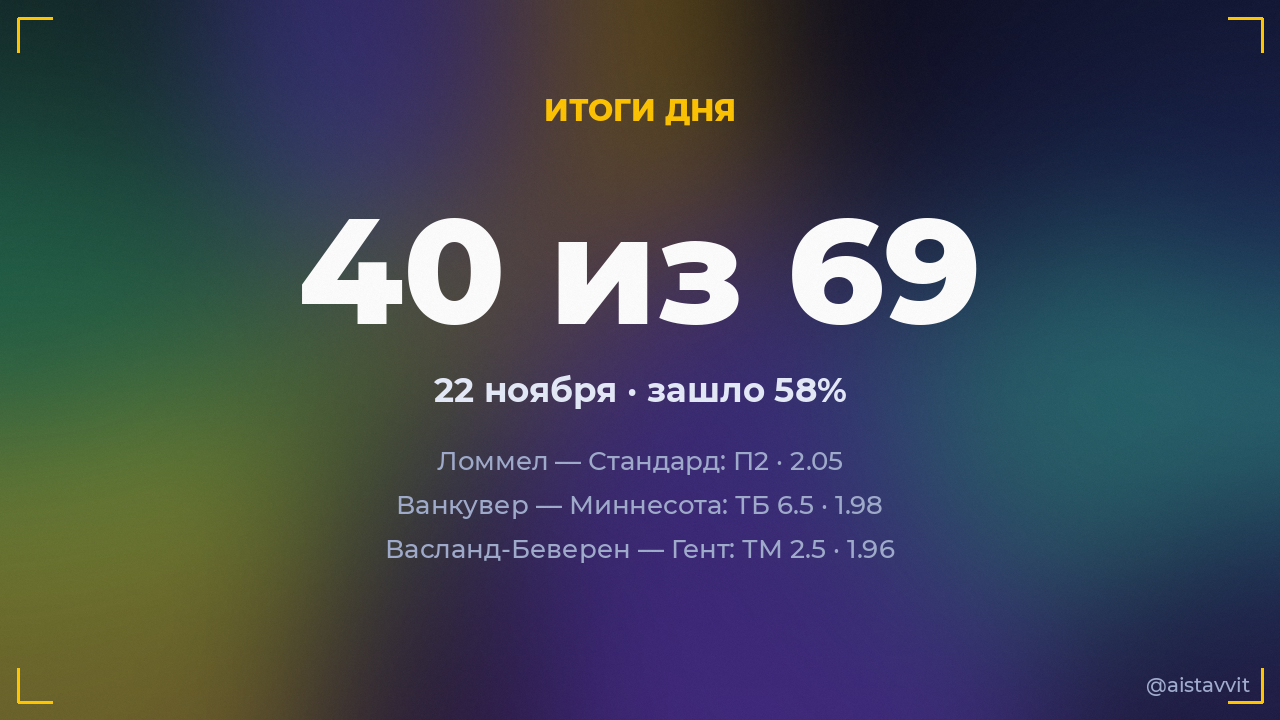 ИТОГИ ДНЯ
40 из 69
22 ноября · зашло 58%
Ломмел — Стандард: П2 · 2.05
Ванкувер — Миннесота: ТБ 6.5 · 1.98
Васланд-Беверен — Гент: ТМ 2.5 · 1.96
@aistavvit